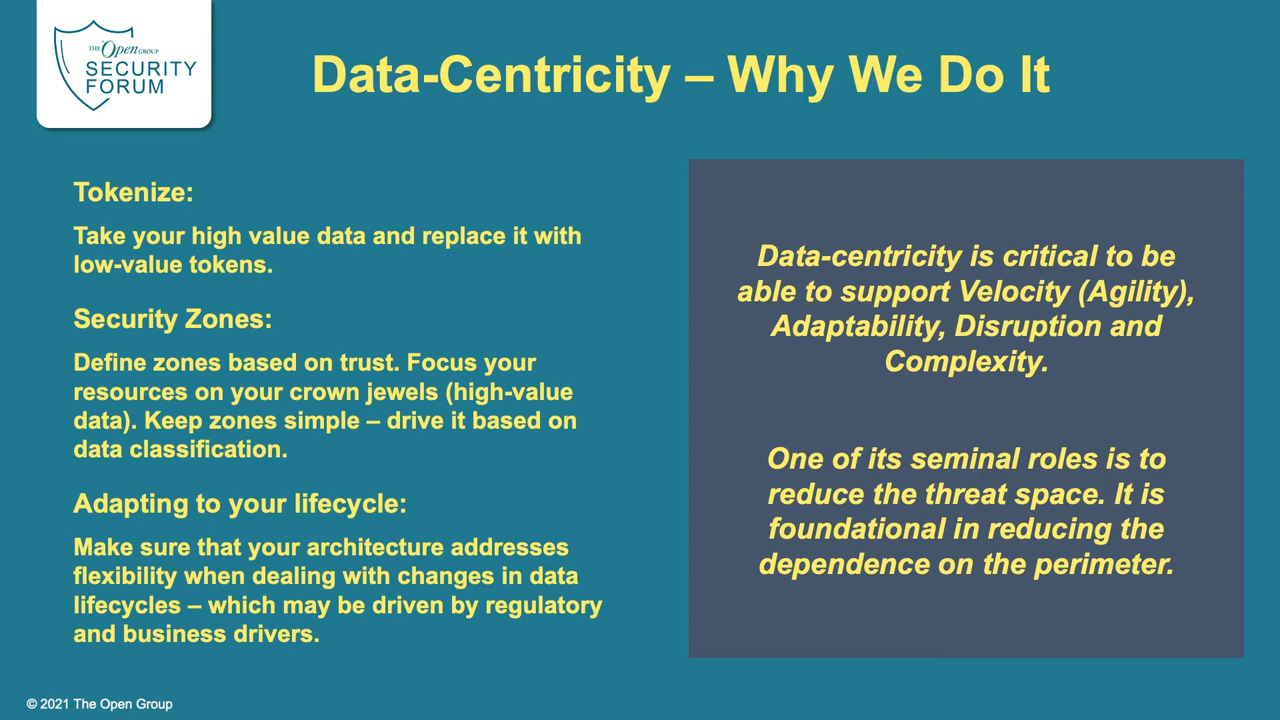 THE Open GROUP
SECURITY
FORUM
Data-Centricity – Why We Do It
Tokenize:
Take your high value data and replace it with
low-value tokens.
Security Zones:
Define zones based on trust. Focus your
resources on your crown jewels (high-value
data). Keep zones simple – drive it based on
data classification.
Adapting to your lifecycle:
Make sure that your architecture addresses
flexibility when dealing with changes in data
lifecycles – which may be driven by regulatory
and business drivers.
Data-centricity is critical to be
able to support Velocity (Agility),
Adaptability, Disruption and
Complexity.
One of its seminal roles is to
reduce the threat space. It is
foundational in reducing the
dependence on the perimeter.
© 2021 The Open Group